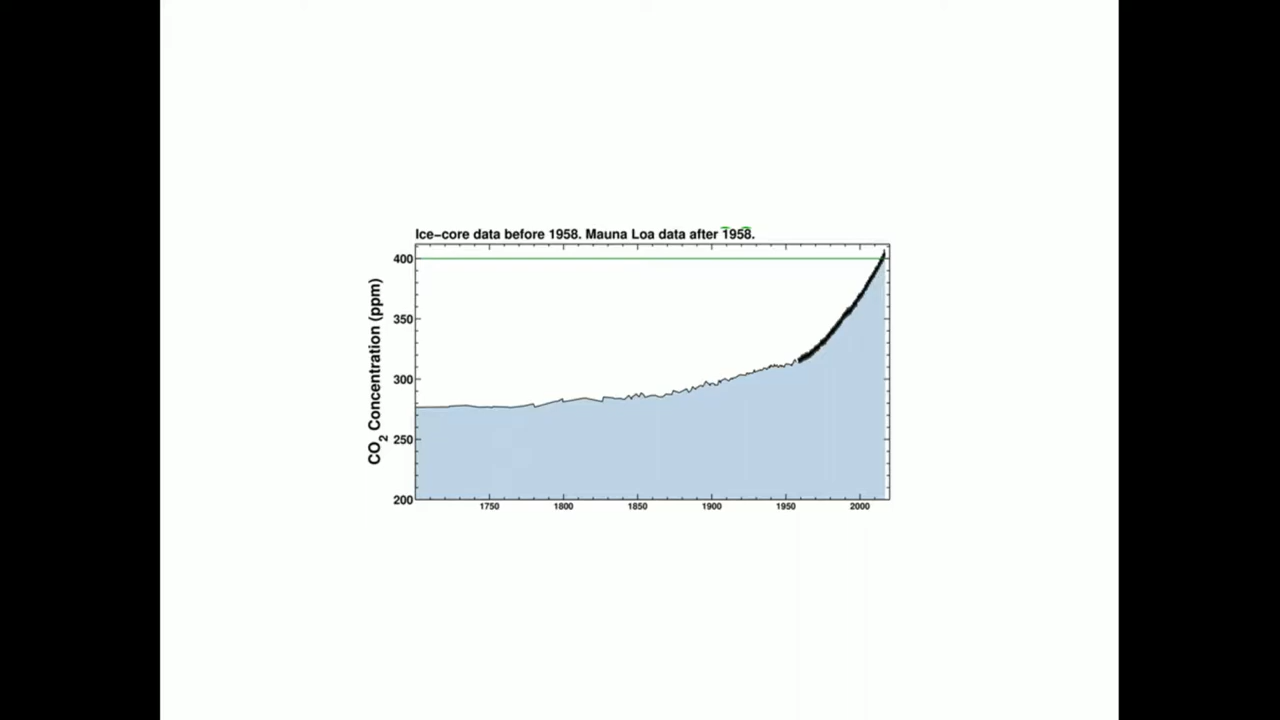 Ice-core data before 1958. Mauna Loa data after 1958.
CO2 Concentration (ppm)
400
350
300
250
200
1750 1800 1850 1900 1950 2000